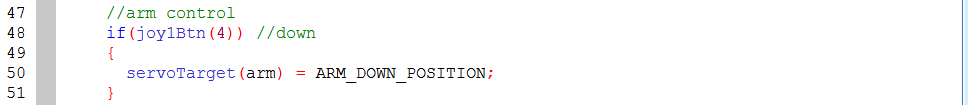 47 //arm control
48 if(joy1Btn(4)) //down
49 {
50 servoTarget(arm) = ARM_DOWN_POSITION;
51 }